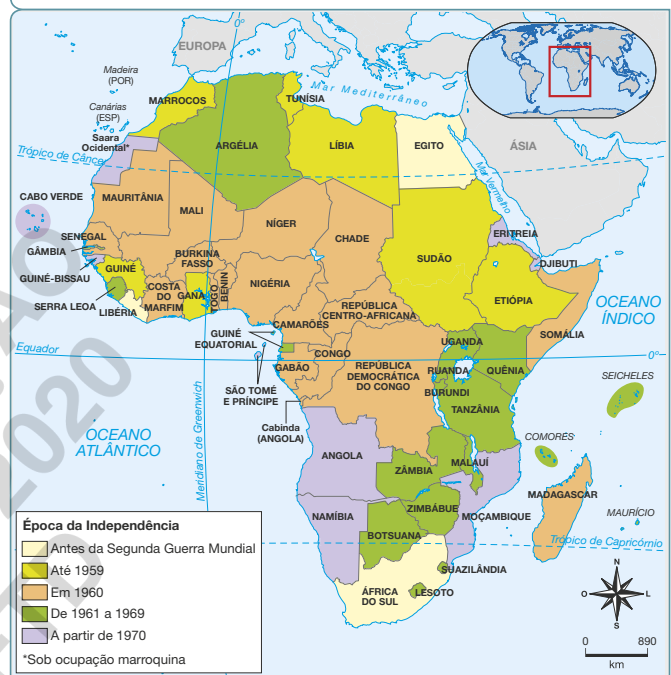 EUROPA
0°
Madeira
(POR)
Mar Mediterrâneo
MARROCOS
TUNÍSIA
Canárias
(ESP)
Saara
Ocidental*
ARGÉLIA
LÍBIA
EGITO
ÁSIA
Trópico de Câncer
Mar Vermelho
CABO VERDE
MAURITÂNIA
MALI
NÍGER
CHADE
SUDÃO
ERITREIA
SENEGAL
GÂMBIA
GUINÉ-BISSAU
GUINÉ
BURKINA
FASSO
DJIBUTI
SERRA LEOA
LIBÉRIA
COSTA
DO
MARFIM
GANA
TOGO
BENIN
NIGÉRIA
ETIÓPIA
OCEANO
ÍNDICO
REPÚBLICA
CENTRO-AFRICANA
CAMARÕES
SOMÁLIA
GUINÉ
EQUATORIAL
UGANDA
Equador
0°
CONGO
GABÃO
REPÚBLICA
DEMOCRÁTICA
DO CONGO
RUANDA
QUÊNIA
BURUNDI
SEICHELES
SÃO TOMÉ
E PRÍNCIPE
TANZÂNIA
Cabinda
(ANGOLA)
OCEANO
ATLÂNTICO
Meridiano de Greenwich
COMORES
ANGOLA
ZÂMBIA
MALAUÍ
MADAGASCAR
NAMÍBIA
ZIMBÁBUE
MOÇAMBIQUE
MAURÍCIO
BOTSUANA
Trópico de Capricórnio
SUAZILÂNDIA
ÁFRICA
DO SUL
LESOTO
Época da Independência
Antes da Segunda Guerra Mundial
Até 1959
Em 1960
De 1961 a 1969
A partir de 1970
*Sob ocupação marroquina
N
O
L
S
0 890
km
2020